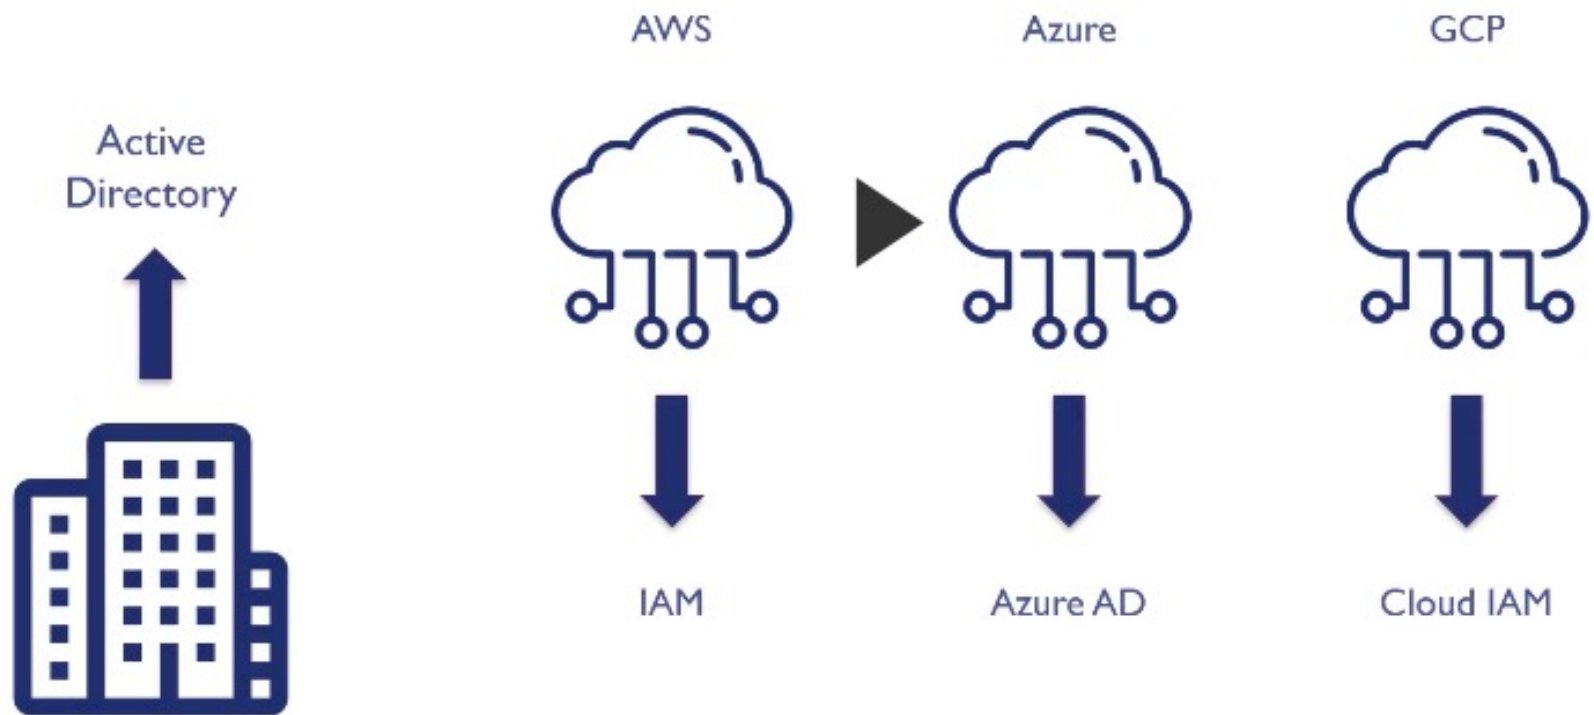 AWS
Azure
GCP
Active
Directory
IAM
Azure AD
Cloud IAM